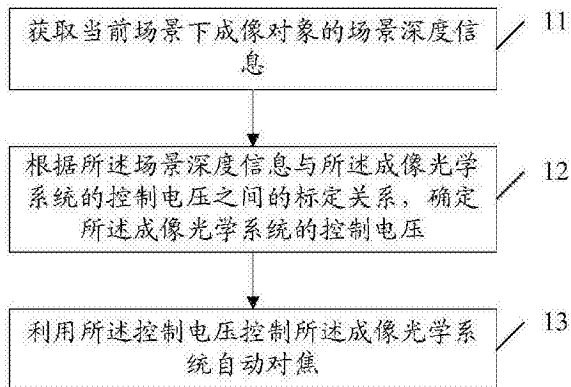 获取当前场景下成像对象的场景深度信
息
11
根据所述场景深度信息与所述成像光学
系统的控制电压之间的标定关系，确定
所述成像光学系统的控制电压
12
利用所述控制电压控制所述成像光学系
统自动对焦
13